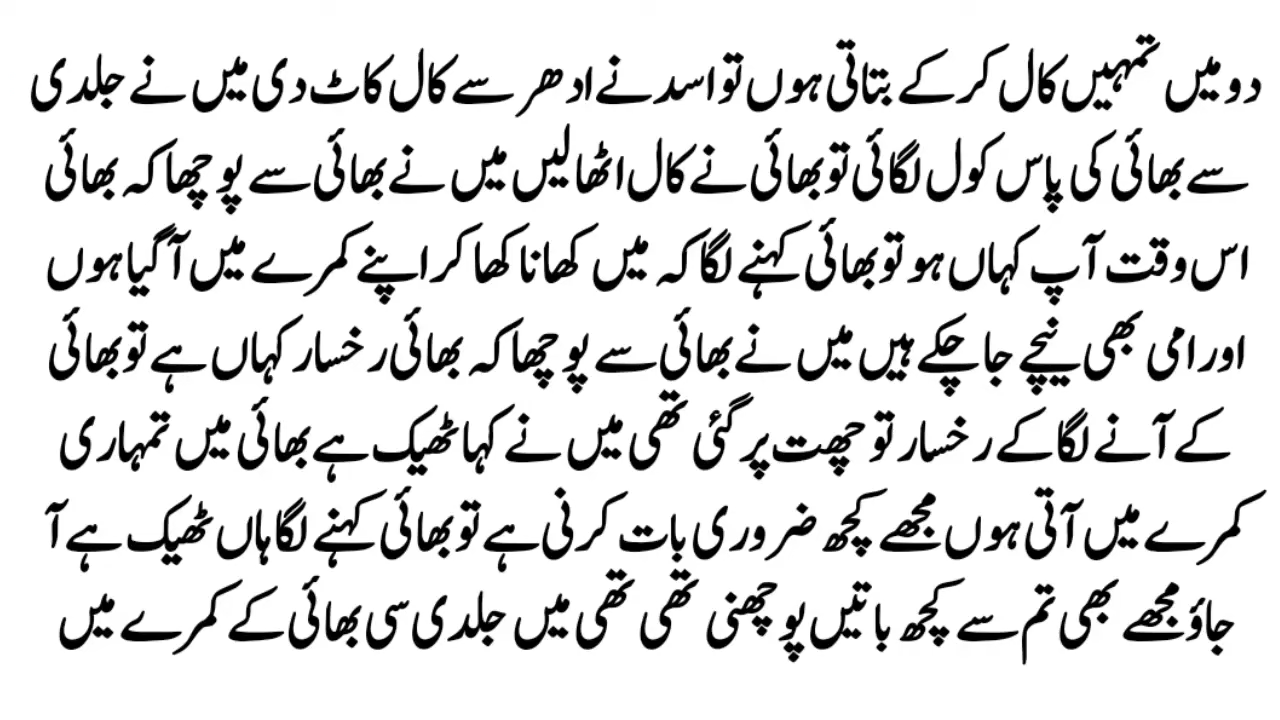 دو میں تمہیں کال کر کے بتاتی ہوں تو اسد نے ادھر سے کال کاٹ دی میں نے جلدی
سے بھائی کی پاس کول لگائی تو بھائی نے کال اٹھا لیں میں نے بھائی سے پوچھا کہ بھائی
اس وقت آپ کہاں ہو تو بھائی کہنے لگا کہ میں کھانا کھا کر اپنے کمرے میں آگیا ہوں
اور امی بھی نیچے جا چکے ہیں میں نے بھائی سے پوچھا کہ بھائی رخسار کہاں ہے تو بھائی
کے آنے لگا کے رخسار تو چھت پر گئی تھی میں نے کہا ٹھیک ہے بھائی میں تمہاری
کمرے میں آتی ہوں مجھے کچھ ضروری بات کرنی ہے تو بھائی کہنے لگا ہاں ٹھیک ہے آ
جاؤ مجھے بھی تم سے کچھ باتیں پوچھنی تھی تھی میں جلدی سی بھائی کے کمرے میں